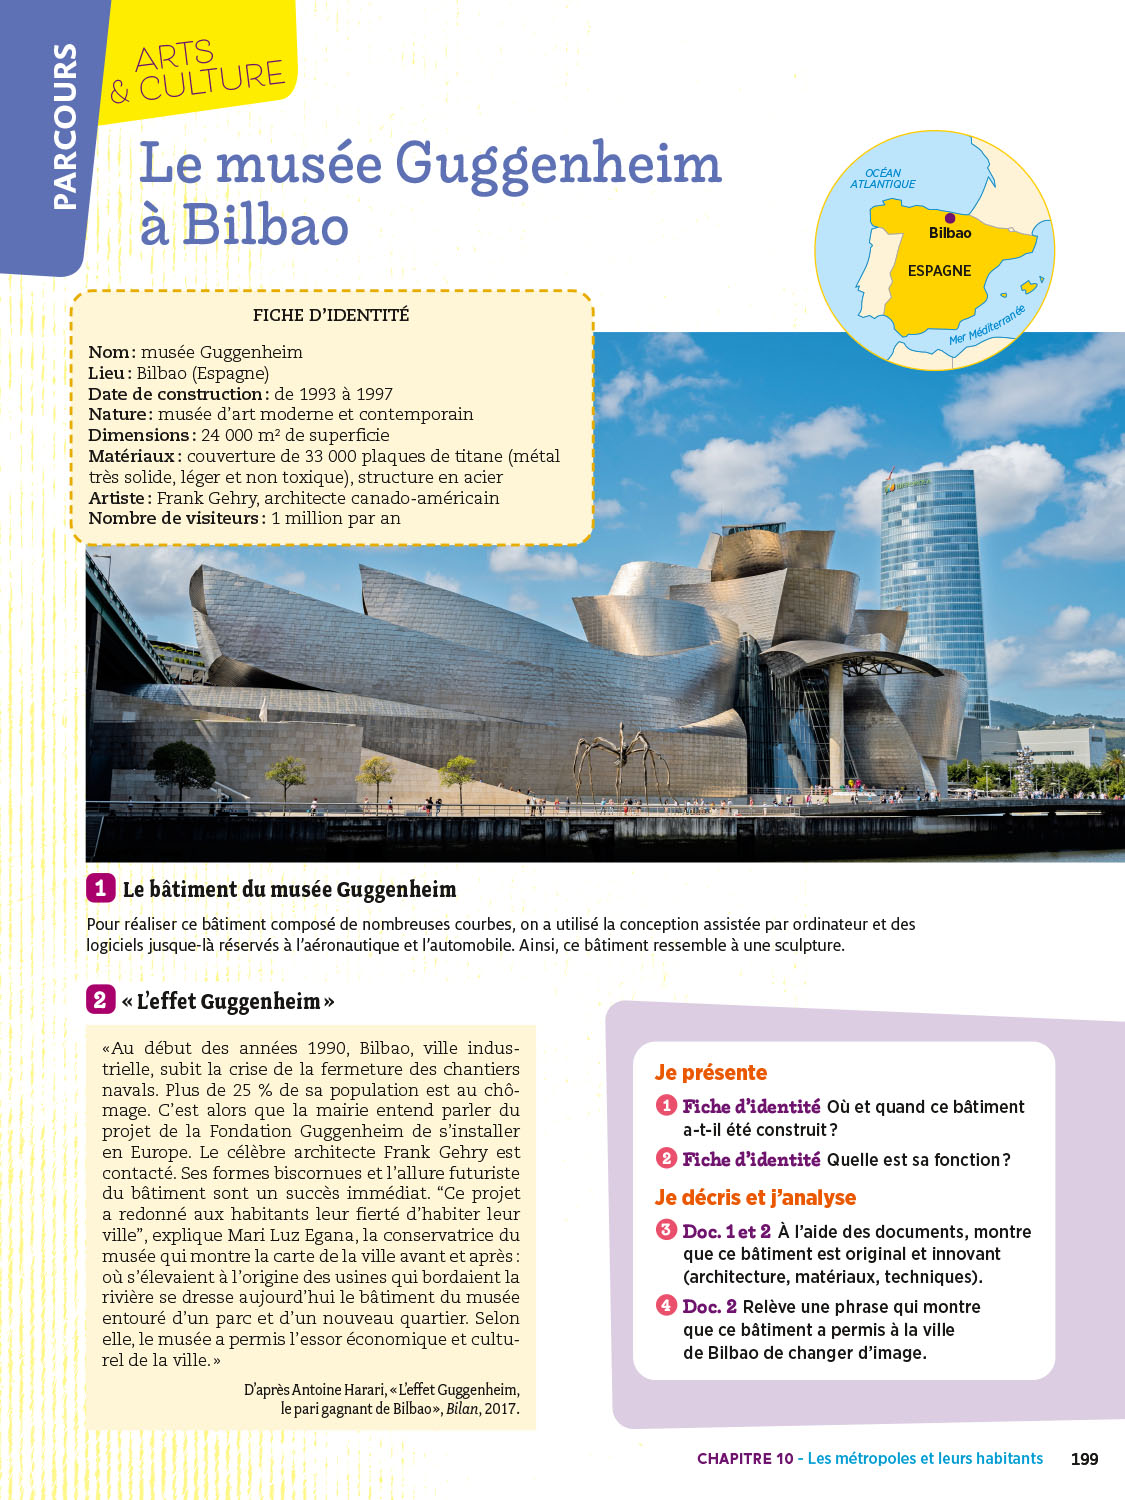 PARCOURS
ARTS
& CULTURE
Le musée Guggenheim
à Bilbao
OCÉAN
ATLANTIQUE
Bilbao
ESPAGNE
Mer Méditerranée
FICHE D'IDENTITÉ
Nom : musée Guggenheim
Lieu : Bilbao (Espagne)
Date de construction : de 1993 à 1997
Nature : musée d'art moderne et contemporain
Dimensions : 24 000 m² de superficie
Matériaux : couverture de 33 000 plaques de titane (métal
très solide, léger et non toxique), structure en acier
Artiste : Frank Gehry, architecte canado-américain
Nombre de visiteurs : 1 million par an
1 Le bâtiment du musée Guggenheim
Pour réaliser ce bâtiment composé de nombreuses courbes, on a utilisé la conception assistée par ordinateur et des
logiciels jusque-là réservés à l'aéronautique et l'automobile. Ainsi, ce bâtiment ressemble à une sculpture.
2 « L'effet Guggenheim »
« Au début des années 1990, Bilbao, ville indus-
trielle, subit la crise de la fermeture des chantiers
navals. Plus de 25 % de sa population est au chô-
mage. C'est alors que la mairie entend parler du
projet de la Fondation Guggenheim de s'installer
en Europe. Le célèbre architecte Frank Gehry est
contacté. Ses formes biscornues et l'allure futuriste
du bâtiment sont un succès immédiat. “Ce projet
a redonné aux habitants leur fierté d'habiter leur
ville”, explique Mari Luz Egana, la conservatrice du
musée qui montre la carte de la ville avant et après :
où s'élevaient à l'origine des usines qui bordaient la
rivière se dresse aujourd'hui le bâtiment du musée
entouré d'un parc et d'un nouveau quartier. Selon
elle, le musée a permis l'essor économique et cultu-
rel de la ville. »
D'après Antoine Harari, « L'effet Guggenheim,
le pari gagnant de Bilbao », Bilan, 2017.
Je présente
1 Fiche d'identité Où et quand ce bâtiment
a-t-il été construit ?
2 Fiche d'identité Quelle est sa fonction ?
Je décris et j'analyse
3 Doc. 1 et 2 À l'aide des documents, montre
que ce bâtiment est original et innovant
(architecture, matériaux, techniques).
4 Doc. 2 Relève une phrase qui montre
que ce bâtiment a permis à la ville
de Bilbao de changer d'image.
CHAPITRE 10 - Les métropoles et leurs habitants 199